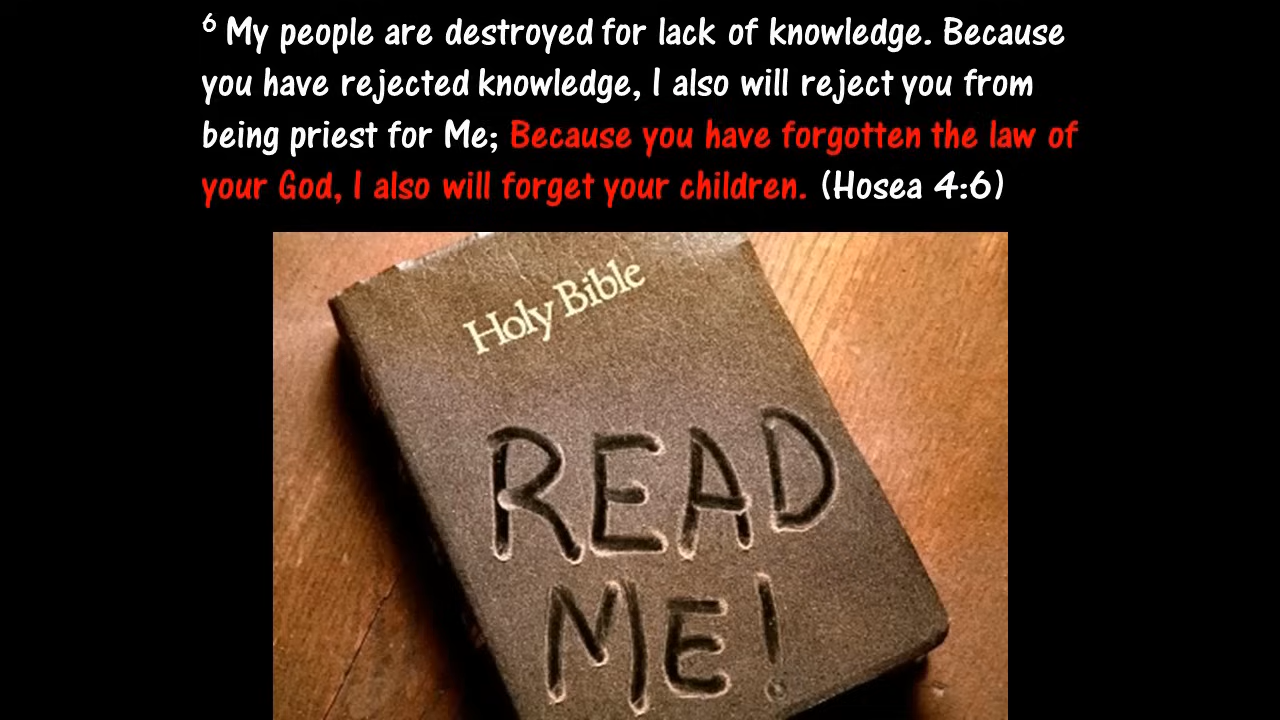 6 My people are destroyed for lack of knowledge. Because
you have rejected knowledge, I also will reject you from
being priest for Me; Because you have forgotten the law of
your God, I also will forget your children. (Hosea 4:6)
Holy Bible
READ
ME!